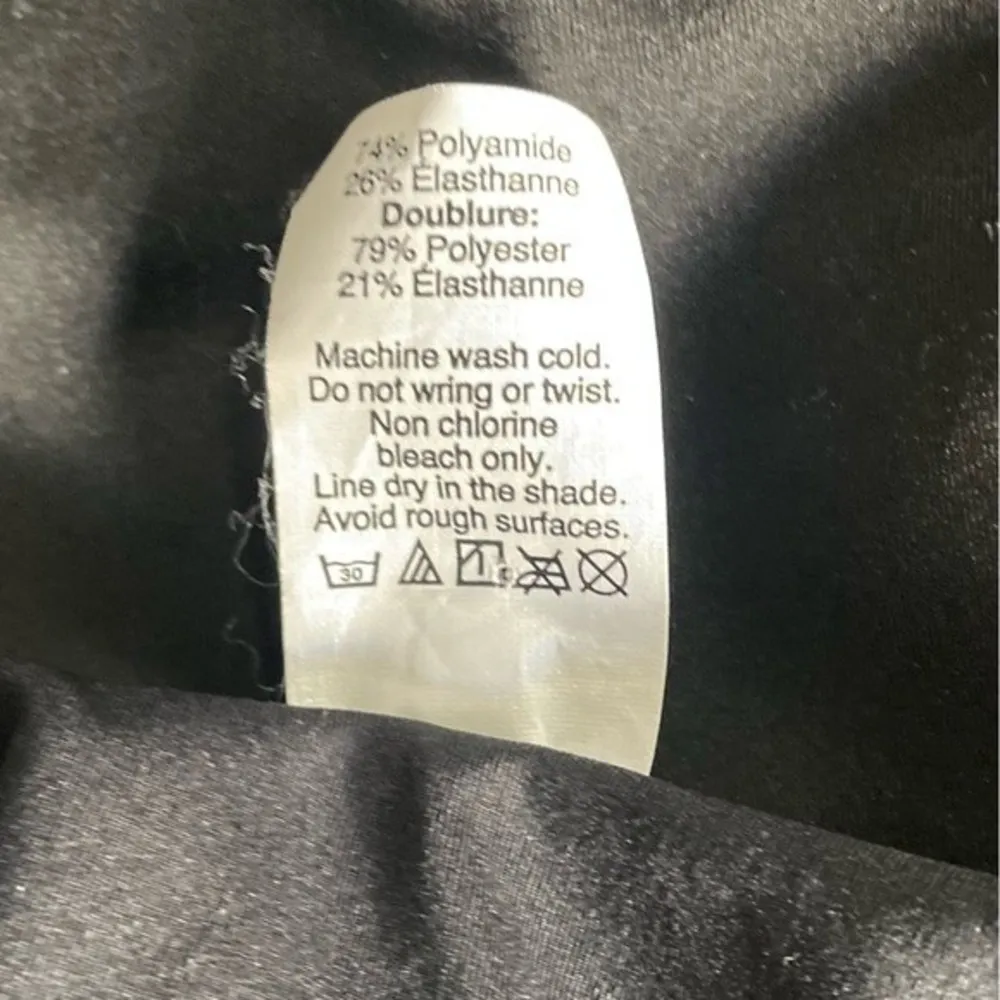 74% Polyamide
26% Élasthanne
Doublure:
79% Polyester
21% Élasthanne
Machine wash cold.
Do not wring or twist.
Non chlorine
bleach only.
Line dry in the shade.
Avoid rough surfaces.
30